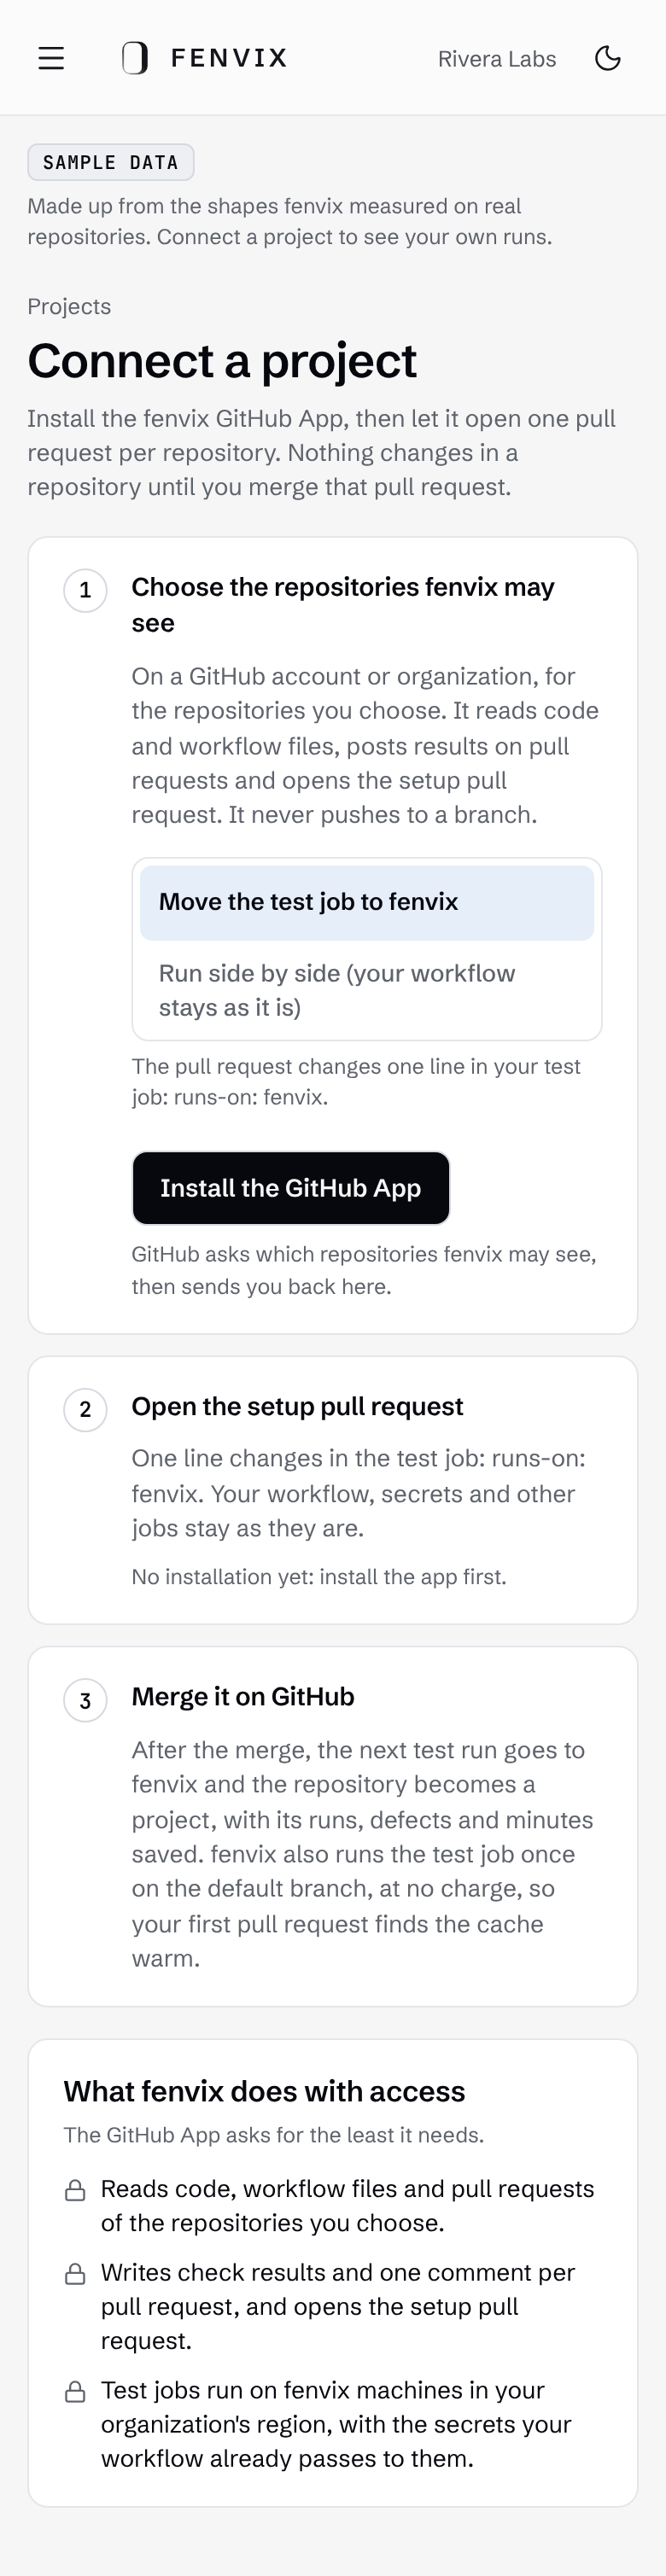 FENVIX
Rivera Labs
SAMPLE DATA
Made up from the shapes fenvix measured on real
repositories. Connect a project to see your own runs.
Projects
Connect a project
Install the fenvix GitHub App, then let it open one pull
request per repository. Nothing changes in a
repository until you merge that pull request.
1
Choose the repositories fenvix may
see
On a GitHub account or organization, for
the repositories you choose. It reads code
and workflow files, posts results on pull
requests and opens the setup pull
request. It never pushes to a branch.
Move the test job to fenvix
Run side by side (your workflow
stays as it is)
The pull request changes one line in your test
job: runs-on: fenvix.
Install the GitHub App
GitHub asks which repositories fenvix may see,
then sends you back here.
2
Open the setup pull request
One line changes in the test job: runs-on:
fenvix. Your workflow, secrets and other
jobs stay as they are.
No installation yet: install the app first.
3
Merge it on GitHub
After the merge, the next test run goes to
fenvix and the repository becomes a
project, with its runs, defects and minutes
saved. fenvix also runs the test job once
on the default branch, at no charge, so
your first pull request finds the cache
warm.
What fenvix does with access
The GitHub App asks for the least it needs.
Reads code, workflow files and pull requests
of the repositories you choose.
Writes check results and one comment per
pull request, and opens the setup pull
request.
Test jobs run on fenvix machines in your
organization's region, with the secrets your
workflow already passes to them.